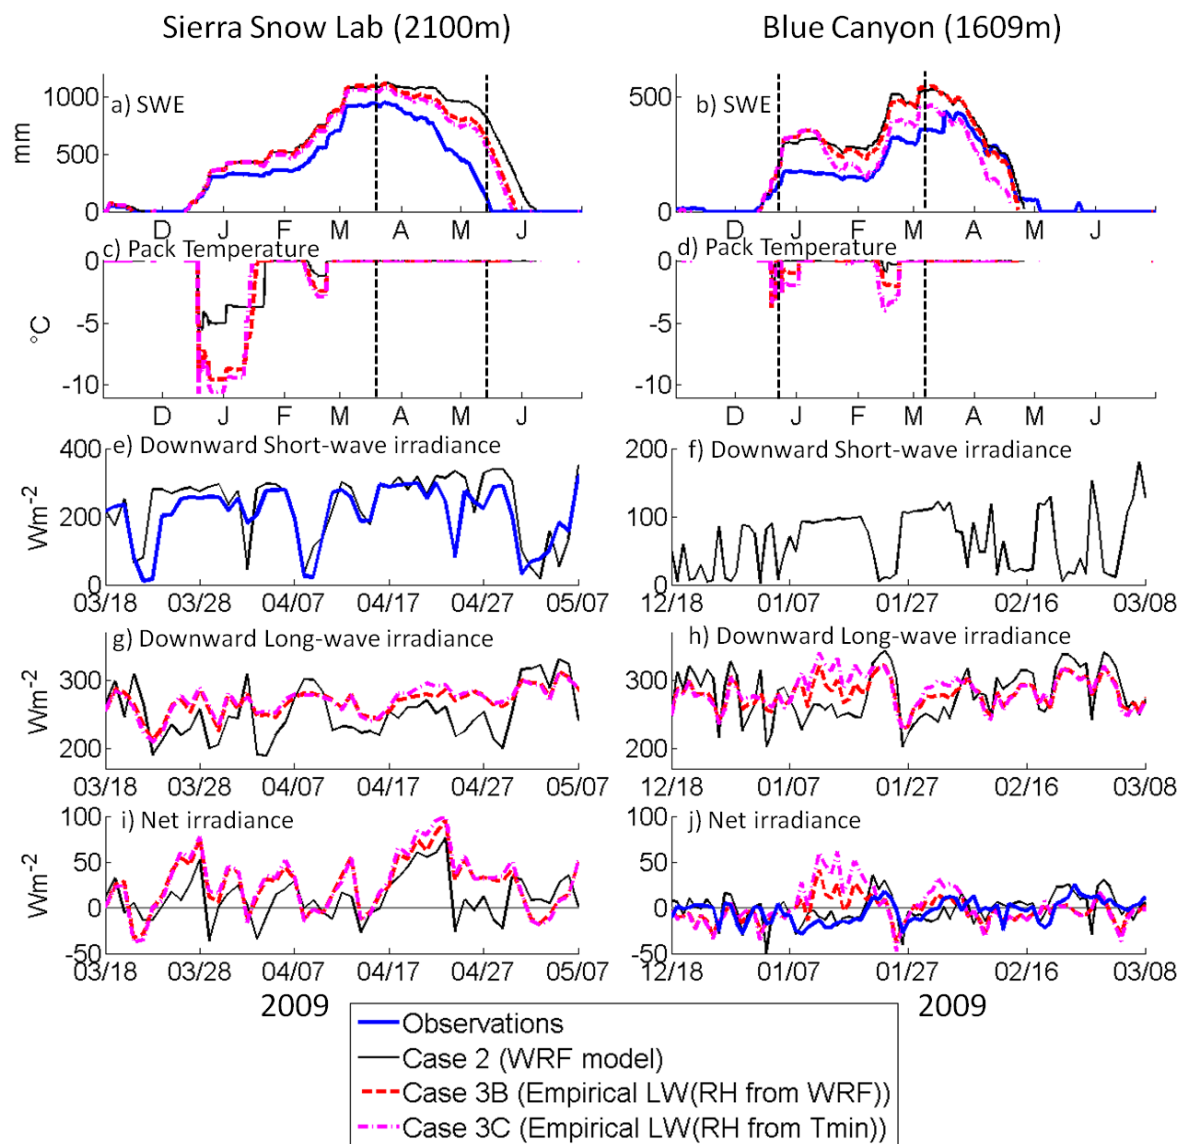 Sierra Snow Lab (2100m) Blue Canyon (1609m)
a) SWE b) SWE
mm
1000
500
0
500
0
D J F M A M J D J F M A M J
c) Pack Temperature d) Pack Temperature
°C
0
-5
-10
0
-5
-10
D J F M A M J D J F M A M J
e) Downward Short-wave irradiance f) Downward Short-wave irradiance
Wm-2
400
200
0
200
100
0
03/18 03/28 04/07 04/17 04/27 05/07 12/18 01/07 01/27 02/16 03/08
g) Downward Long-wave irradiance h) Downward Long-wave irradiance
Wm-2
300
200
300
200
03/18 03/28 04/07 04/17 04/27 05/07 12/18 01/07 01/27 02/16 03/08
i) Net irradiance j) Net irradiance
Wm-2
100
50
0
-50
100
50
0
-50
03/18 03/28 04/07 04/17 04/27 05/07 12/18 01/07 01/27 02/16 03/08
2009 2009
Observations
Case 2 (WRF model)
Case 3B (Empirical LW(RH from WRF))
Case 3C (Empirical LW(RH from Tmin))